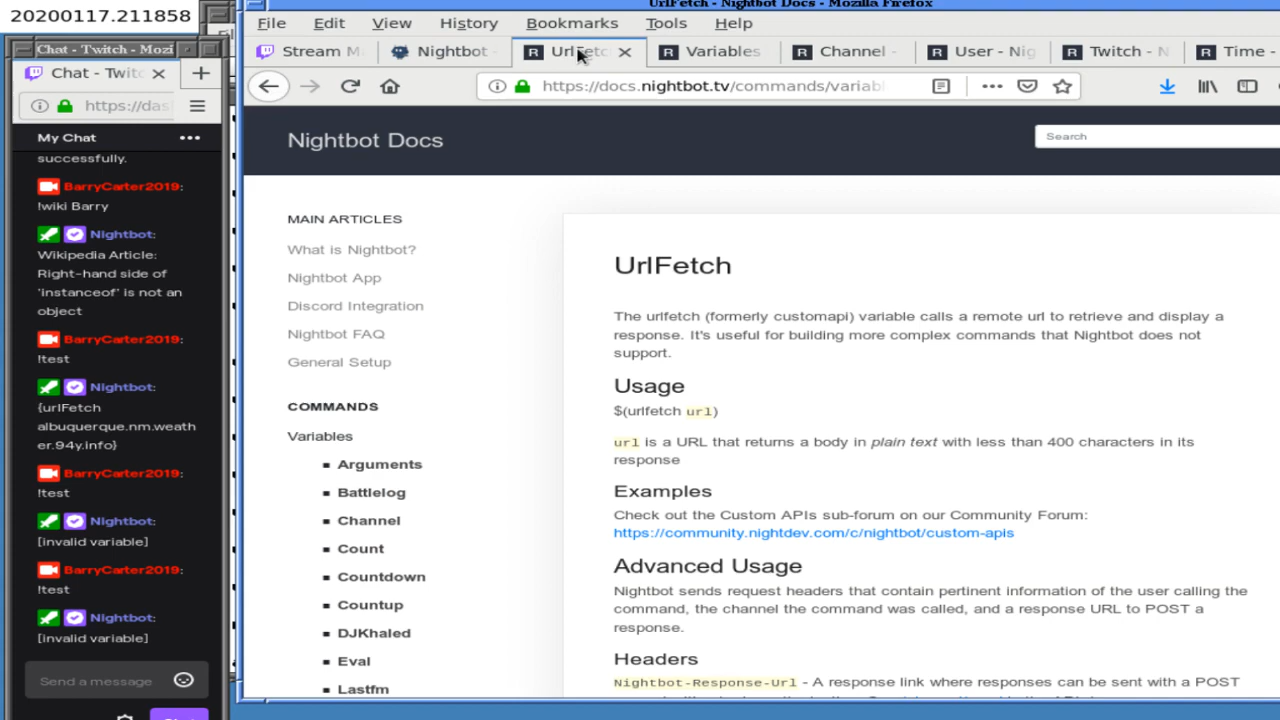 20200117.211858
Chat - Twitch - Mozi
Chat - Twitc
https://das
My Chat
successfully.
BarryCarter2019:
!wiki Barry
Nightbot:
Wikipedia Article:
Right-hand side of
'instanceof' is not an
object
BarryCarter2019:
!test
Nightbot:
{urlFetch
albuquerque.nm.weath
er.94y.info}
BarryCarter2019:
!test
Nightbot:
[invalid variable]
BarryCarter2019:
!test
Nightbot:
[invalid variable]
Send a message
UrlFetch - Nightbot Docs - Mozilla Firefox
File Edit View History Bookmarks Tools Help
Stream M Nightbot - UrlFetc Variables Channel - User - Nig Twitch - N Time -
https://docs.nightbot.tv/commands/variabl
Nightbot Docs
Search
MAIN ARTICLES
What is Nightbot?
Nightbot App
Discord Integration
Nightbot FAQ
General Setup
COMMANDS
Variables
Arguments
Battlelog
Channel
Count
Countdown
Countup
DJKhaled
Eval
Lastfm
UrlFetch
The urlfetch (formerly customapi) variable calls a remote url to retrieve and display a
response. It's useful for building more complex commands that Nightbot does not
support.
Usage
$(urlfetch url)
url is a URL that returns a body in plain text with less than 400 characters in its
response
Examples
Check out the Custom APIs sub-forum on our Community Forum:
https://community.nightdev.com/c/nightbot/custom-apis
Advanced Usage
Nightbot sends request headers that contain pertinent information of the user calling the
command, the channel the command was called, and a response URL to POST a
response.
Headers
Nightbot-Response-Url - A response link where responses can be sent with a POST